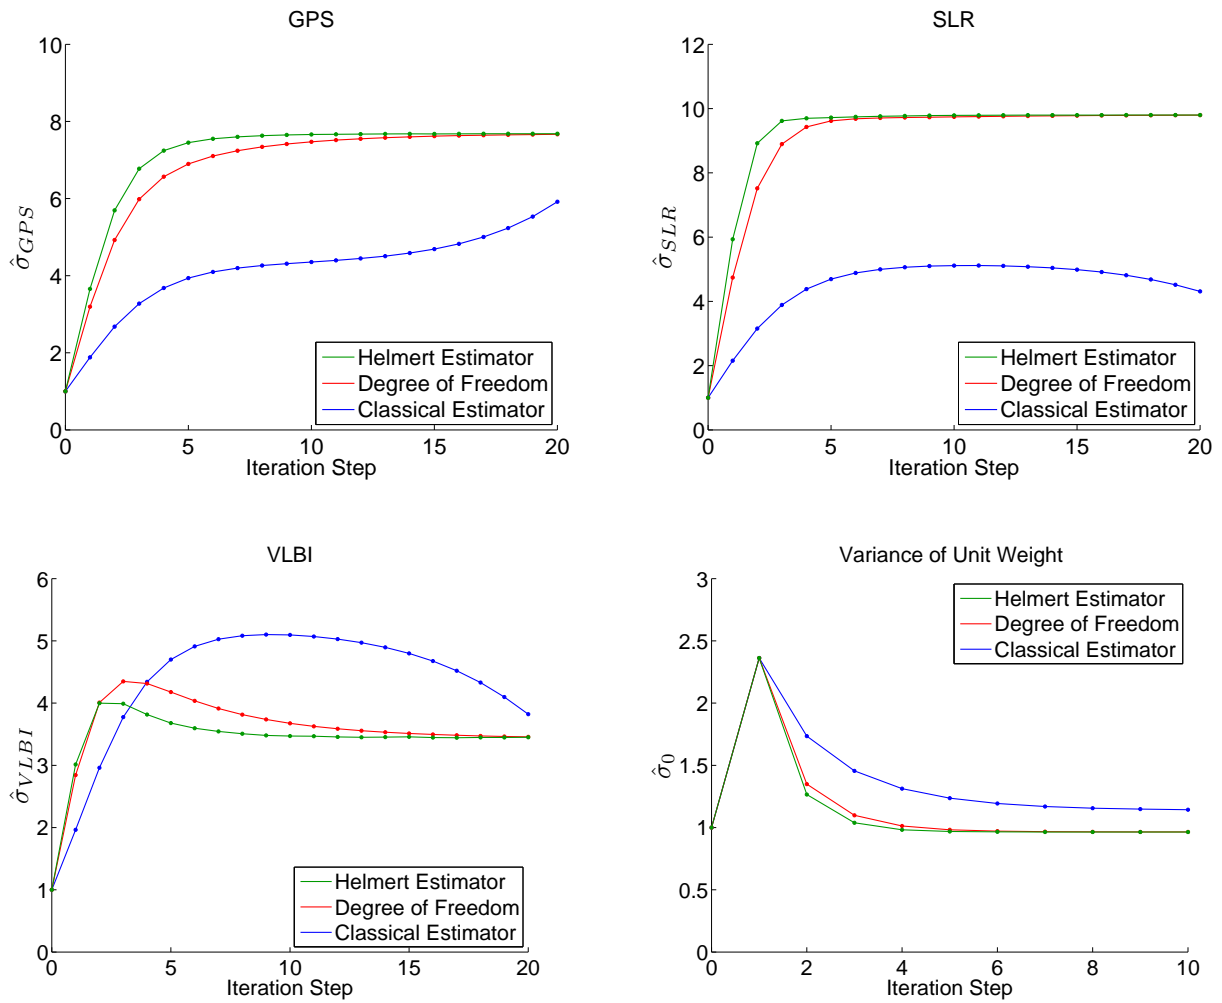 GPS
10
8
6
4
2
0
σ̂GPS
0 5 10 15 20
Iteration Step
Helmert Estimator
Degree of Freedom
Classical Estimator
SLR
12
10
8
6
4
2
0
σ̂SLR
0 5 10 15 20
Iteration Step
Helmert Estimator
Degree of Freedom
Classical Estimator
VLBI
6
5
4
3
2
1
0
σ̂VLBI
0 5 10 15 20
Iteration Step
Helmert Estimator
Degree of Freedom
Classical Estimator
Variance of Unit Weight
3
2.5
2
1.5
1
0.5
0
σ̂0
0 2 4 6 8 10
Iteration Step
Helmert Estimator
Degree of Freedom
Classical Estimator